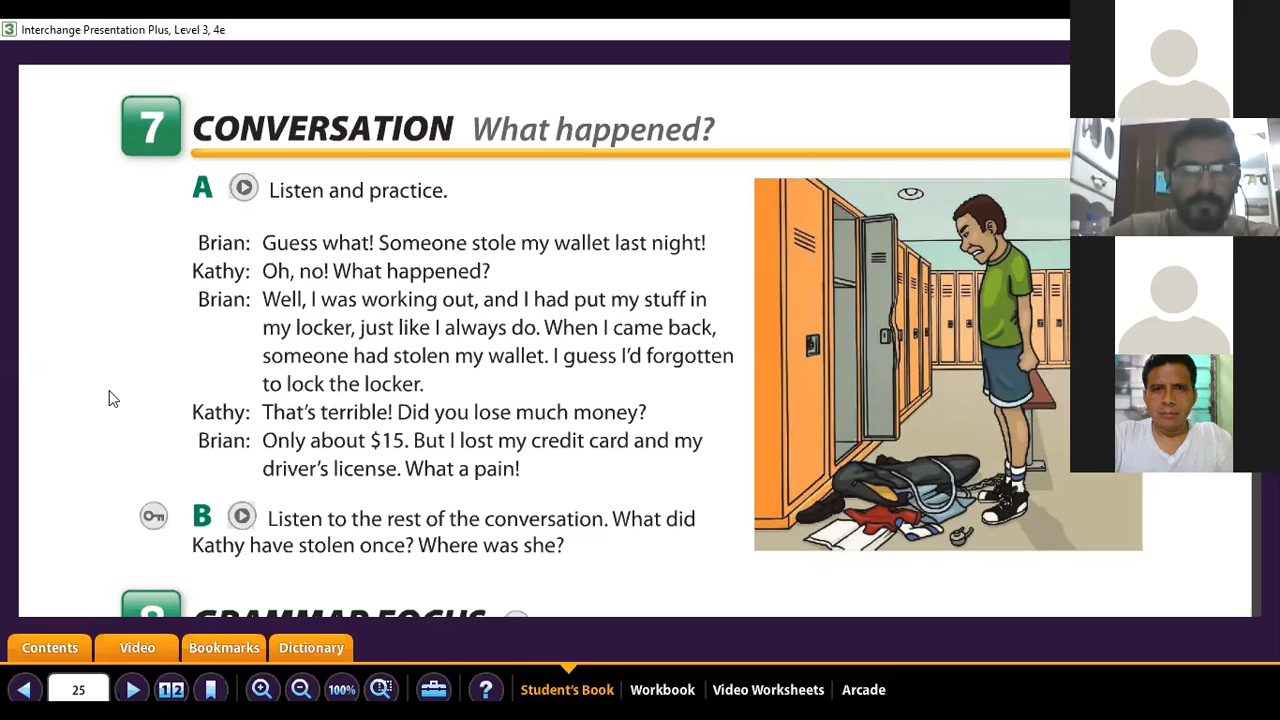 Interchange Presentation Plus, Level 3, 4e
7 CONVERSATION What happened?
A Listen and practice.
Brian: Guess what! Someone stole my wallet last night!
Kathy: Oh, no! What happened?
Brian: Well, I was working out, and I had put my stuff in
my locker, just like I always do. When I came back,
someone had stolen my wallet. I guess I'd forgotten
to lock the locker.
Kathy: That's terrible! Did you lose much money?
Brian: Only about $15. But I lost my credit card and my
driver's license. What a pain!
B Listen to the rest of the conversation. What did
Kathy have stolen once? Where was she?
8 GRAMMAR FOCUS
Contents Video Bookmarks Dictionary
25 1 2 100% ? Student's Book Workbook Video Worksheets Arcade